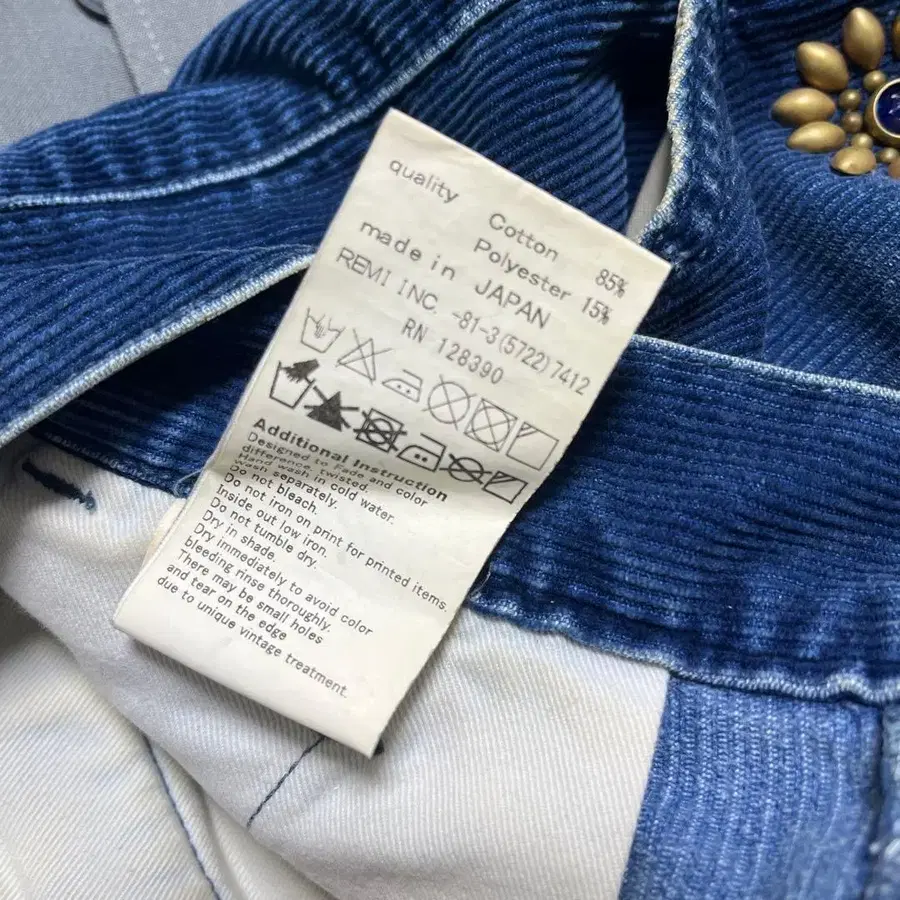 quality Cotton 85%
Polyester 15%
made in JAPAN
REMI INC. -81-3(5722)7412
RN 128390
Additional Instruction
Designed to Fade and color
difference, twisted.
Hand wash in cold water.
Wash separately.
Do not bleach.
Do not iron on print for printed items.
Inside out low iron.
Do not tumble dry.
Dry in shade.
Dry immediately to avoid color
bleeding rinse thoroughly.
There may be small holes
and tear on the edge
due to unique vintage treatment.